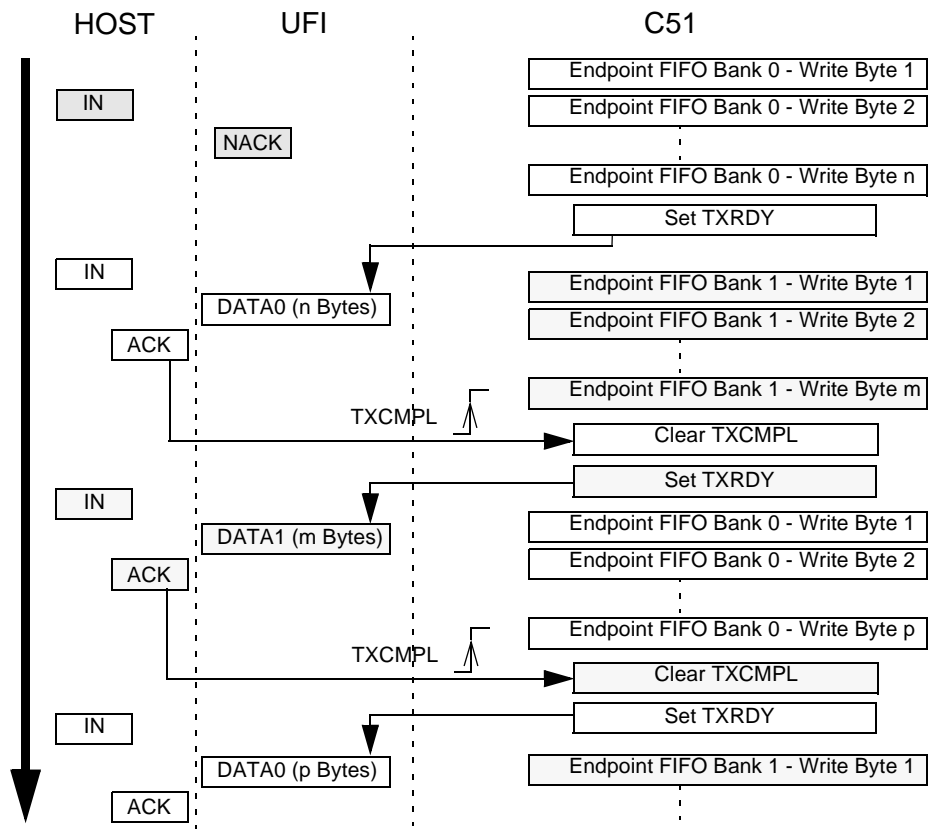 HOST UFI C51
Endpoint FIFO Bank 0 - Write Byte 1
IN Endpoint FIFO Bank 0 - Write Byte 2
NACK
Endpoint FIFO Bank 0 - Write Byte n
Set TXRDY
IN Endpoint FIFO Bank 1 - Write Byte 1
DATA0 (n Bytes)
Endpoint FIFO Bank 1 - Write Byte 2
ACK
Endpoint FIFO Bank 1 - Write Byte m
TXCMPL
Clear TXCMPL
Set TXRDY
IN
Endpoint FIFO Bank 0 - Write Byte 1
DATA1 (m Bytes)
Endpoint FIFO Bank 0 - Write Byte 2
ACK
Endpoint FIFO Bank 0 - Write Byte p
TXCMPL
Clear TXCMPL
IN Set TXRDY
DATA0 (p Bytes) Endpoint FIFO Bank 1 - Write Byte 1
ACK